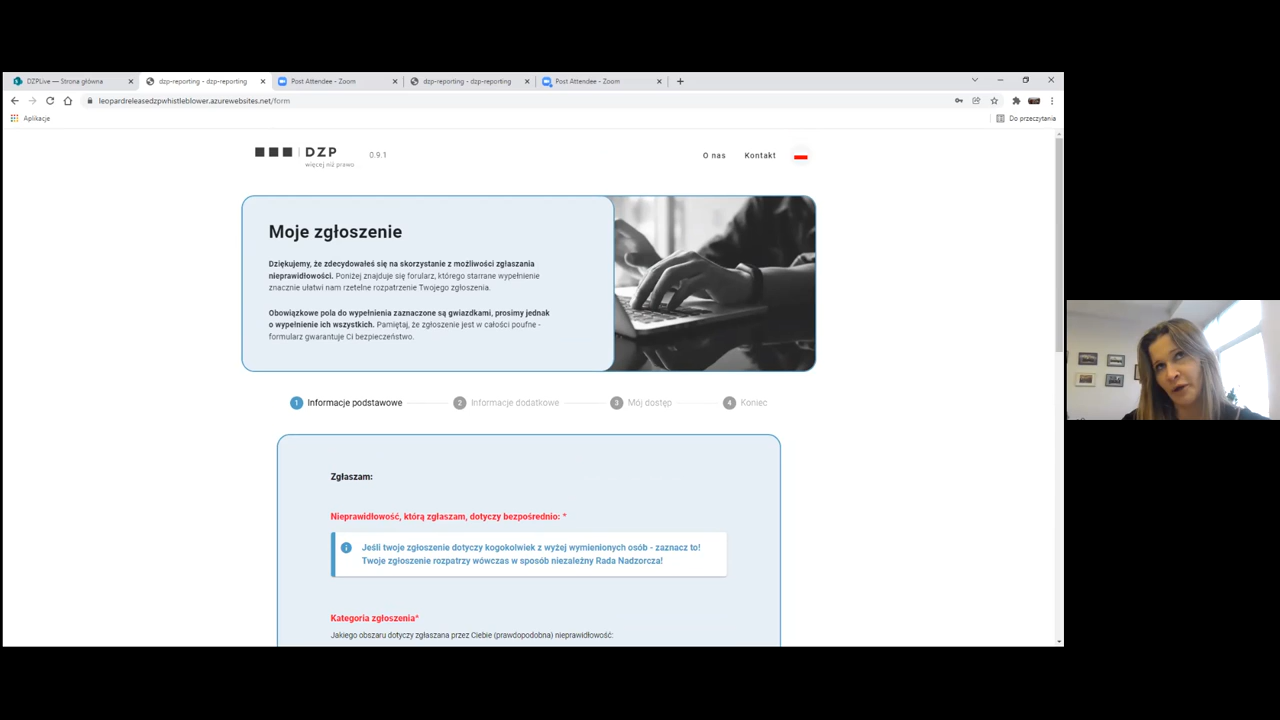 DZPLive — Strona główna
dzp-reporting - dzp-reporting
Post Attendee - Zoom
dzp-reporting - dzp-reporting
Post Attendee - Zoom
leopardreleasedzpwhistleblower.azurewebsites.net/form
Aplikacje
Do przeczytania
DZP
więcej niż prawo
0.9.1
O nas
Kontakt
Moje zgłoszenie
Dziękujemy, że zdecydowałeś się na skorzystanie z możliwości zgłaszania
nieprawidłowości. Poniżej znajduje się forularz, którego starrane wypełnienie
znacznie ułatwi nam rzetelne rozpatrzenie Twojego zgłoszenia.
Obowiązkowe pola do wypełnienia zaznaczone są gwiazdkami, prosimy jednak
o wypełnienie ich wszystkich. Pamiętaj, że zgłoszenie jest w całości poufne -
formularz gwarantuje Ci bezpieczeństwo.
1 Informacje podstawowe
2 Informacje dodatkowe
3 Mój dostęp
4 Koniec
Zgłaszam:
Nieprawidłowość, którą zgłaszam, dotyczy bezpośrednio: *
Jeśli twoje zgłoszenie dotyczy kogokolwiek z wyżej wymienionych osób - zaznacz to!
Twoje zgłoszenie rozpatrzy wówczas w sposób niezależny Rada Nadzorcza!
Kategoria zgłoszenia*
Jakiego obszaru dotyczy zgłaszana przez Ciebie (prawdopodobna) nieprawidłowość: